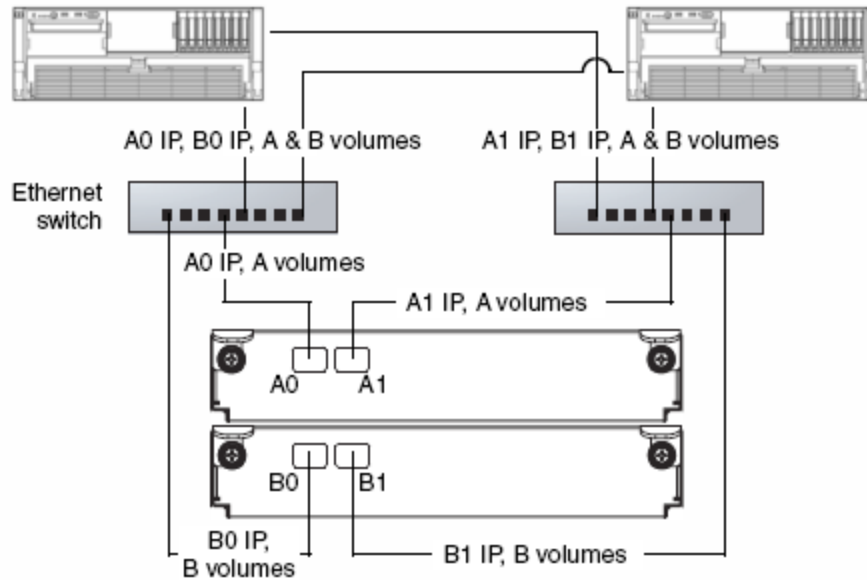 A0 IP, B0 IP, A & B volumes
A1 IP, B1 IP, A & B volumes
Ethernet
switch
A0 IP, A volumes
A1 IP, A volumes
A0
A1
B0
B1
B0 IP,
B volumes
B1 IP, B volumes